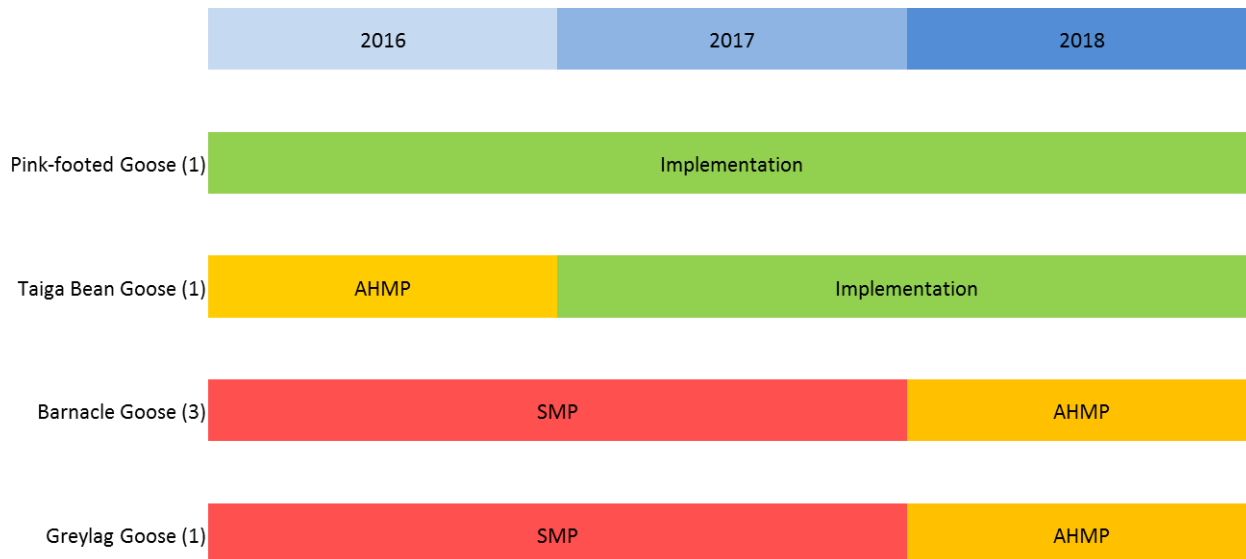 2016 2017 2018
Pink-footed Goose (1) Implementation
Taiga Bean Goose (1) AHMP Implementation
Barnacle Goose (3) SMP AHMP
Greylag Goose (1) SMP AHMP